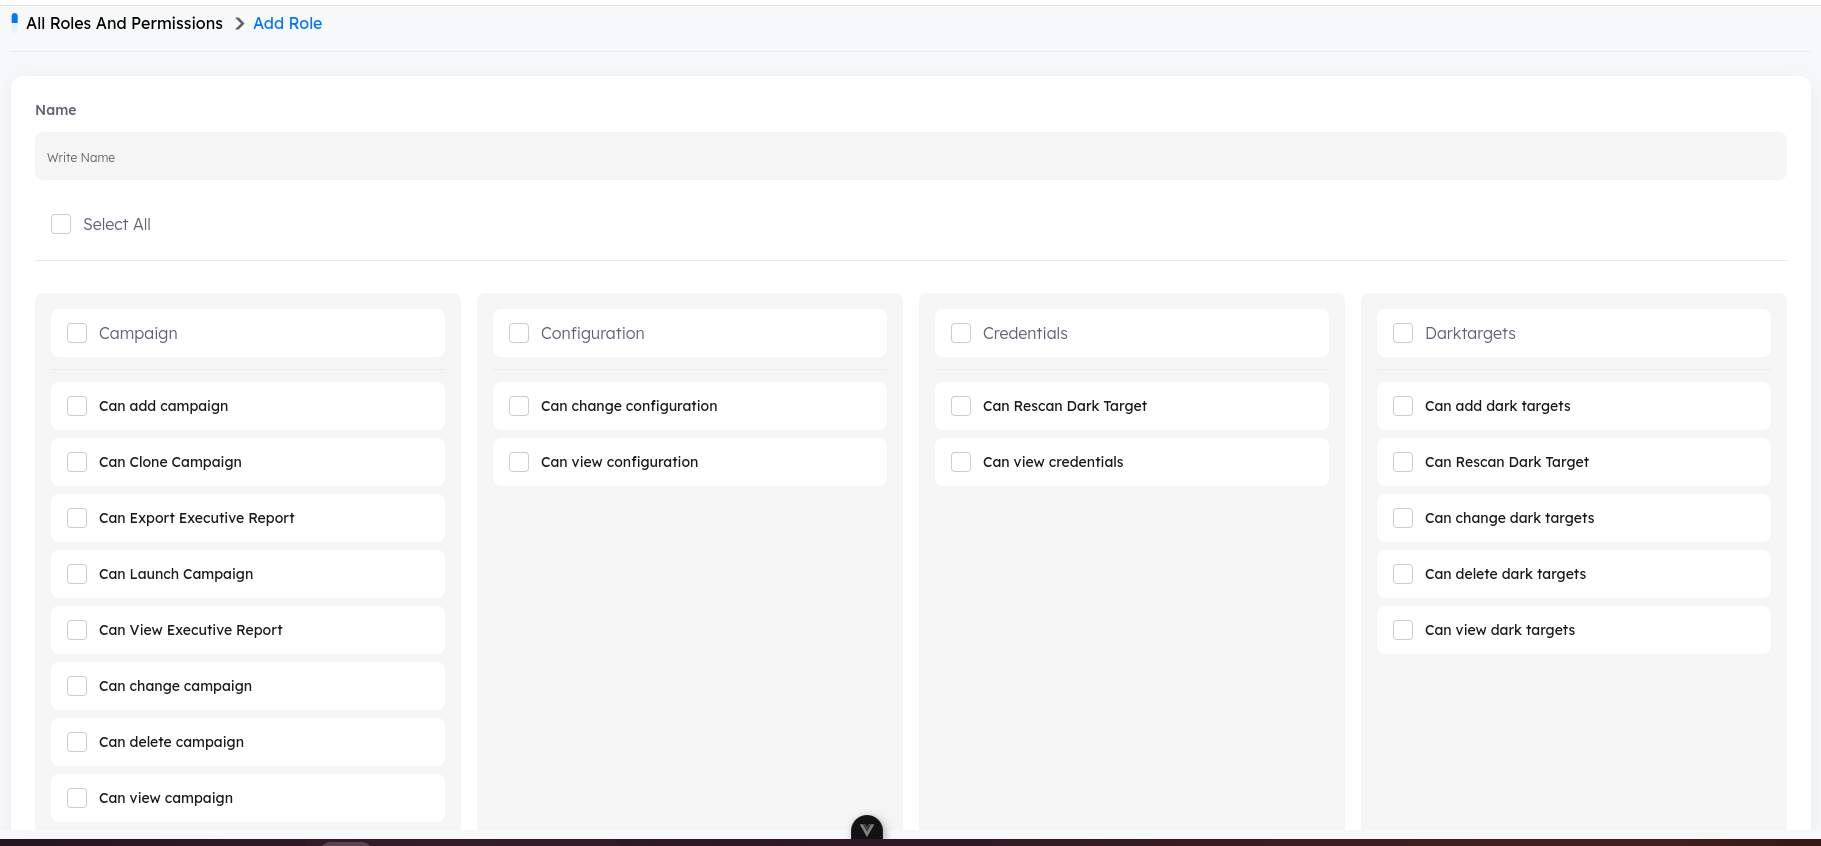 All Roles And Permissions > Add Role
Name
Write Name
Select All
Campaign
Can add campaign
Can Clone Campaign
Can Export Executive Report
Can Launch Campaign
Can View Executive Report
Can change campaign
Can delete campaign
Can view campaign
Configuration
Can change configuration
Can view configuration
Credentials
Can Rescan Dark Target
Can view credentials
Darktargets
Can add dark targets
Can Rescan Dark Target
Can change dark targets
Can delete dark targets
Can view dark targets